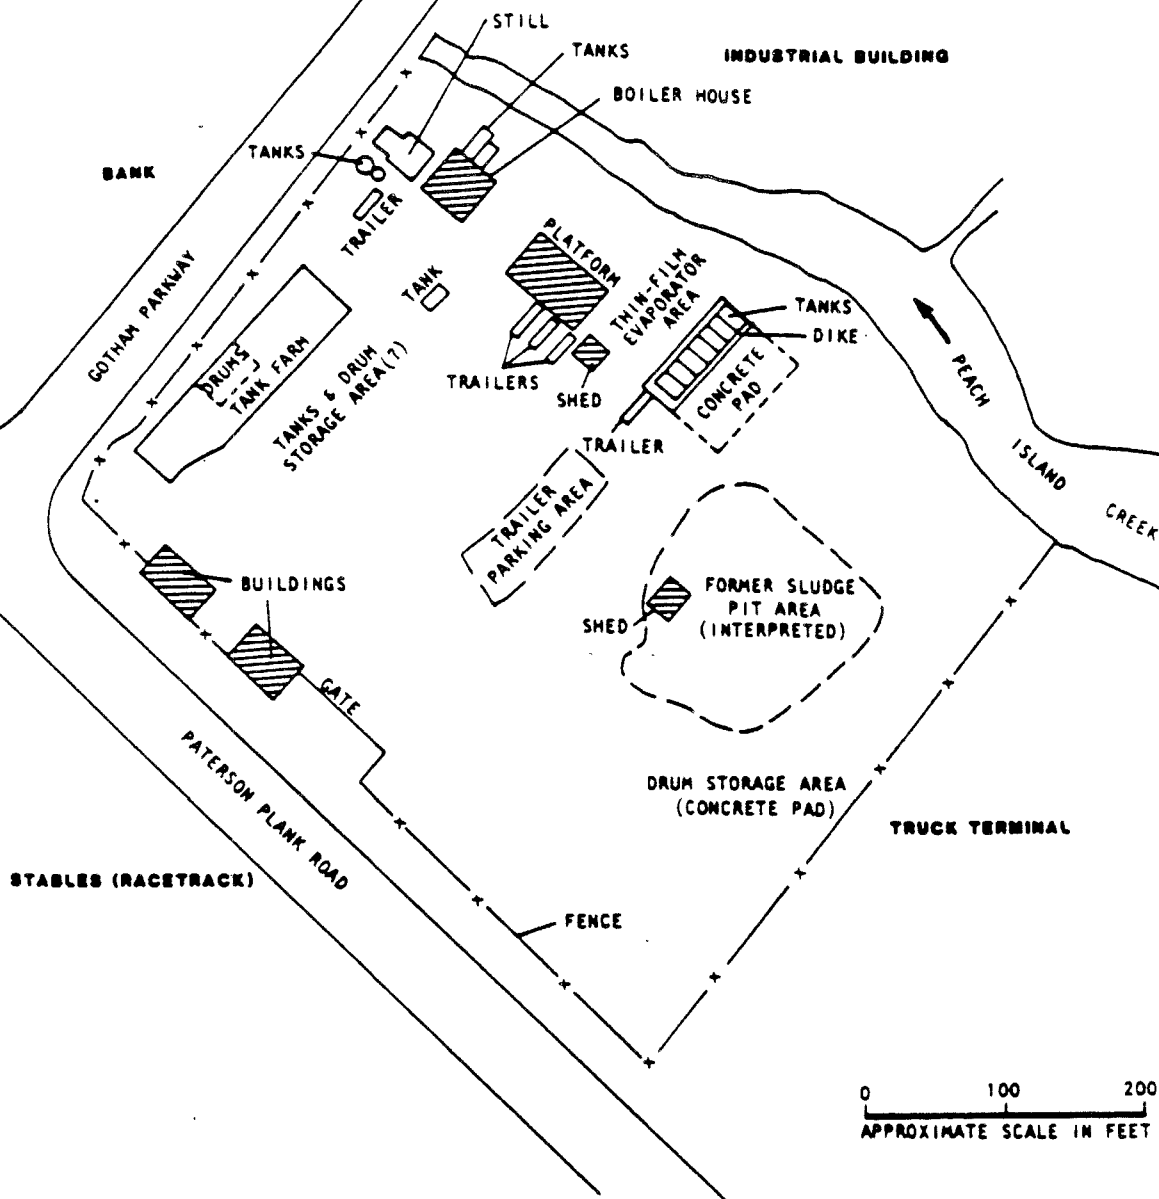 STILL
TANKS
INDUSTRIAL BUILDING
BOILER HOUSE
TANKS
BANK
TRAILER
PLATFORM
GOTHAM PARKWAY
TANK
THIN-FILM
EVAPORATOR
AREA
TANKS
DIKE
DRUMS
TANK FARM
TANKS & DRUM
STORAGE AREA(?)
TRAILERS
SHED
CONCRETE
PAD
PEACH
ISLAND
CREEK
TRAILER
TRAILER
PARKING AREA
BUILDINGS
FORMER SLUDGE
PIT AREA
(INTERPRETED)
SHED
GATE
PATERSON PLANK ROAD
DRUM STORAGE AREA
(CONCRETE PAD)
TRUCK TERMINAL
STABLES (RACETRACK)
FENCE
0 100 200
APPROXIMATE SCALE IN FEET